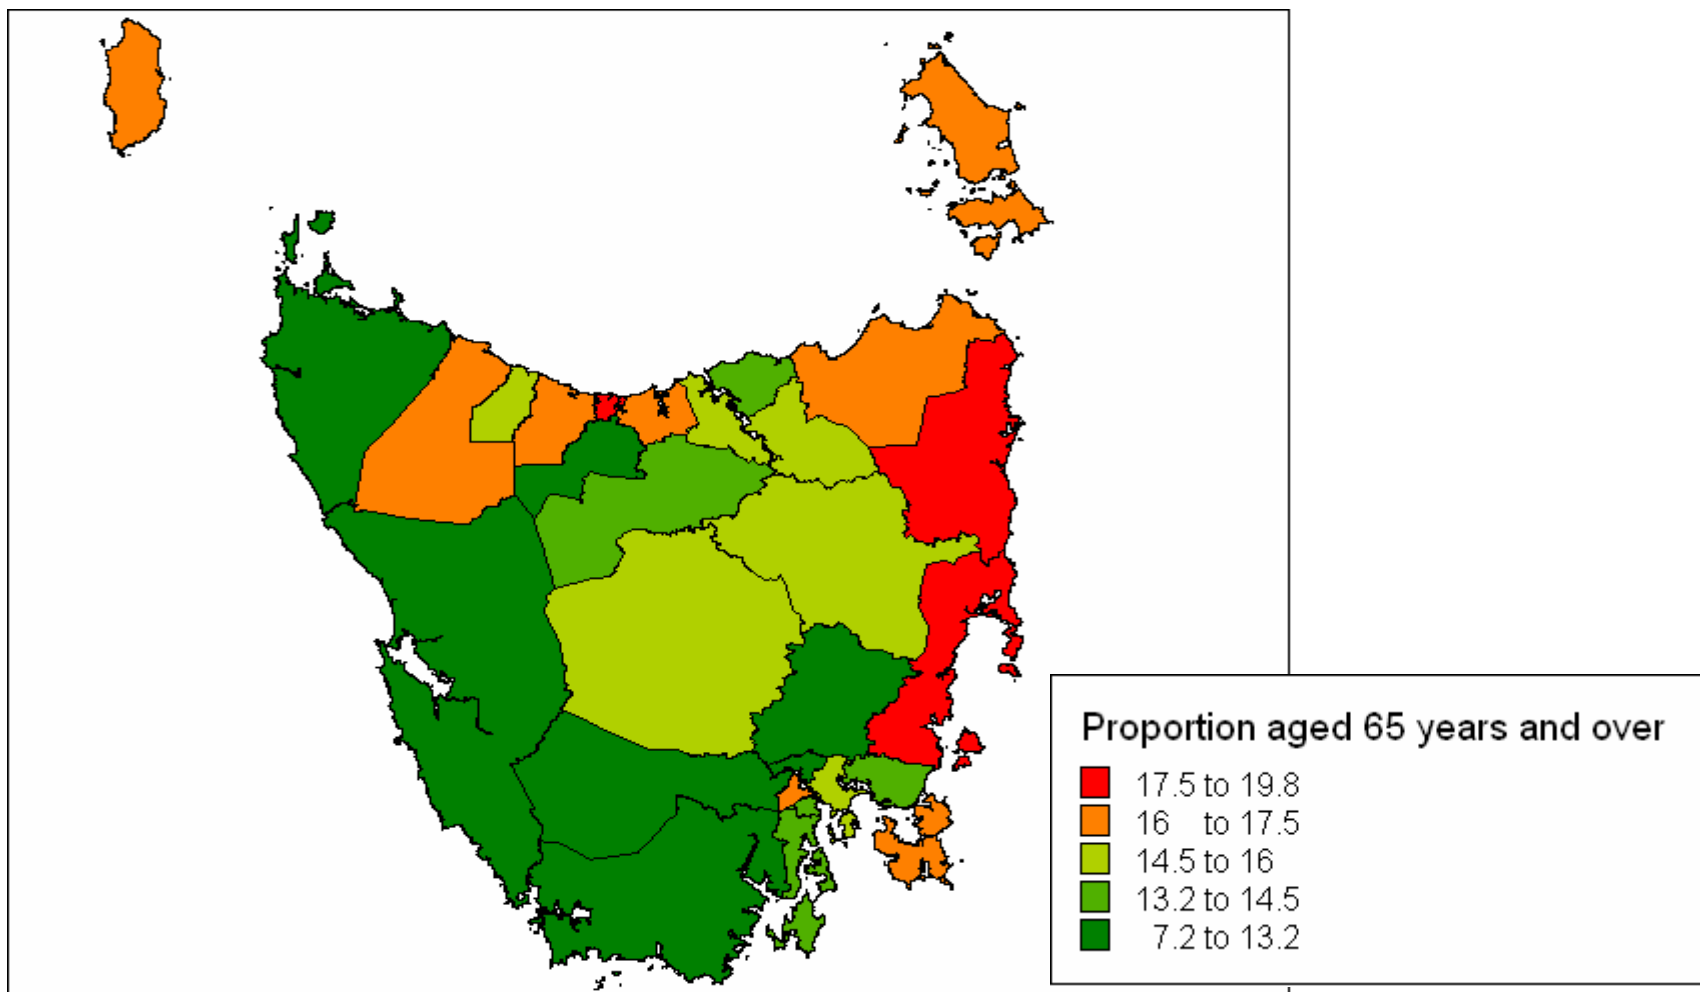 Proportion aged 65 years and over
17.5 to 19.8
16 to 17.5
14.5 to 16
13.2 to 14.5
7.2 to 13.2